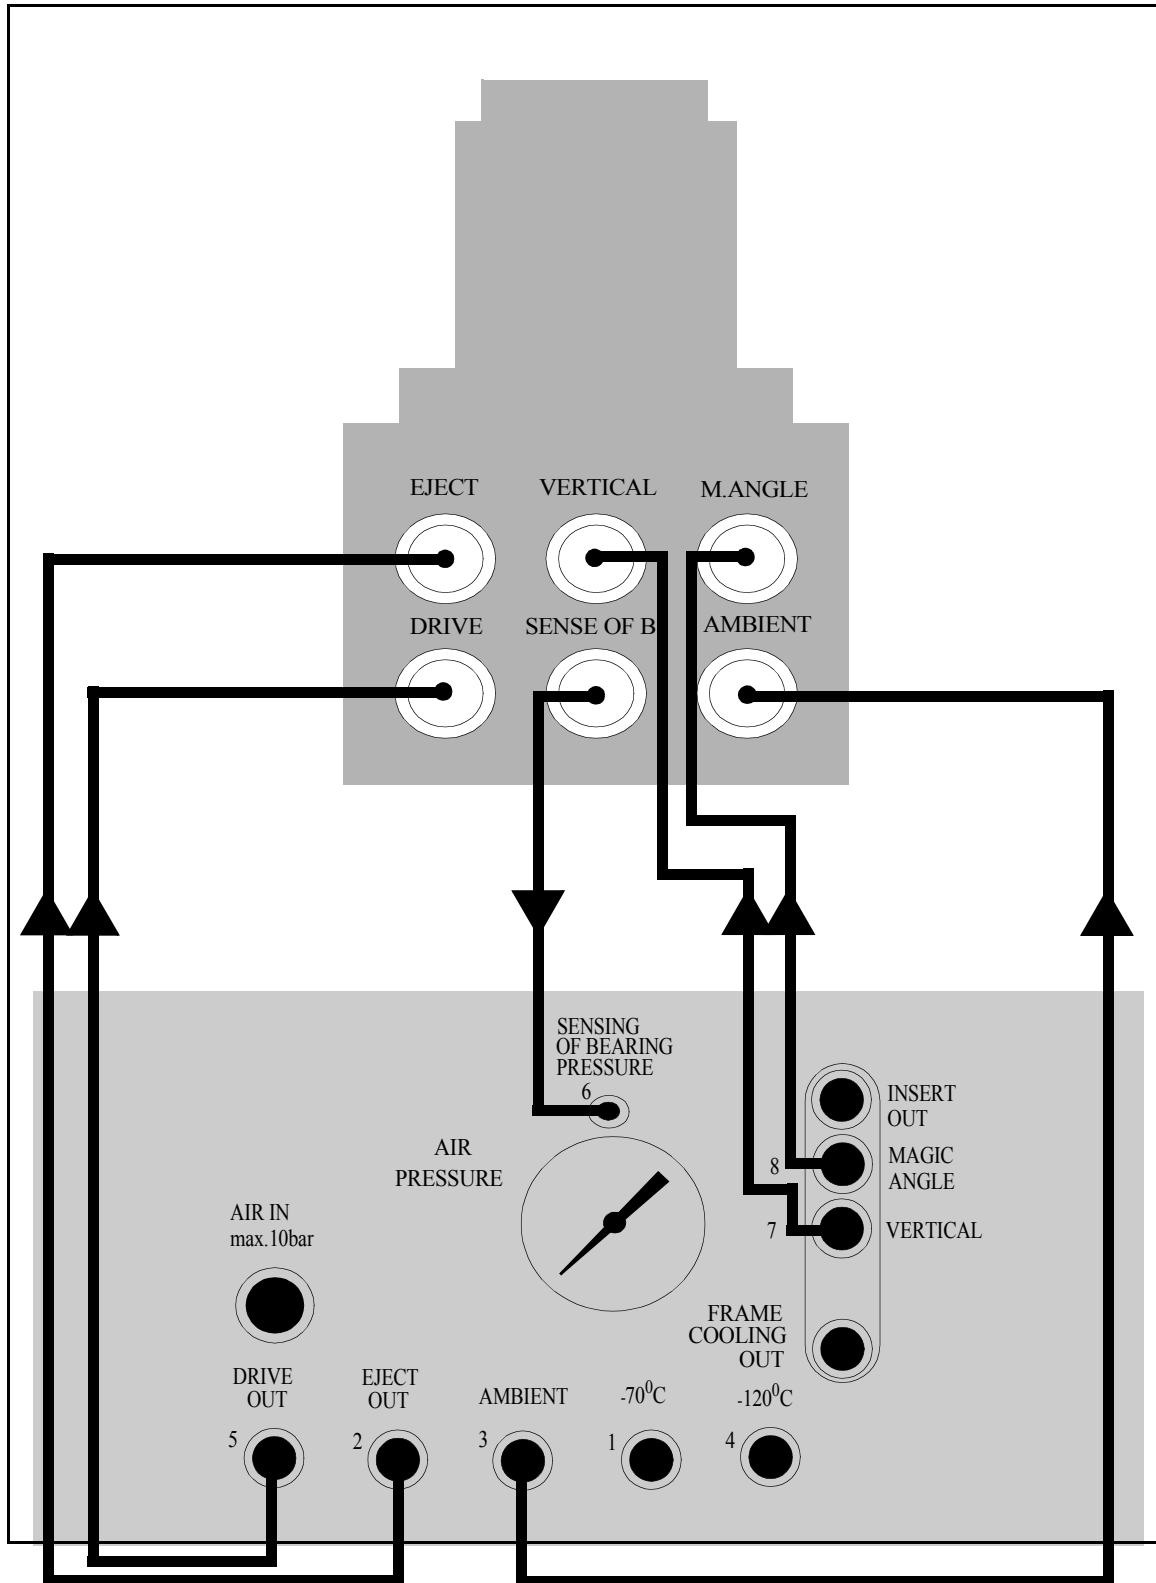 EJECT
VERTICAL
M.ANGLE
DRIVE
SENSE OF B
AMBIENT
SENSING
OF BEARING
PRESSURE
6
AIR
PRESSURE
INSERT
OUT
8
MAGIC
ANGLE
7
VERTICAL
AIR IN
max.10bar
FRAME
COOLING
OUT
DRIVE
OUT
5
EJECT
OUT
2
AMBIENT
3
-70⁰C
1
-120⁰C
4